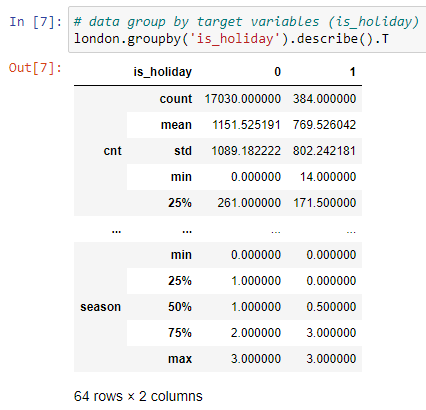 In [7]: # data group by target variables (is_holiday)
london.groupby('is_holiday').describe().T
Out[7]:
is_holiday 0 1
count 17030.000000 384.000000
mean 1151.525191 769.526042
cnt std 1089.182222 802.242181
min 0.000000 14.000000
25% 261.000000 171.500000
... ... ... ...
min 0.000000 0.000000
25% 1.000000 0.000000
season 50% 1.000000 0.500000
75% 2.000000 3.000000
max 3.000000 3.000000
64 rows × 2 columns